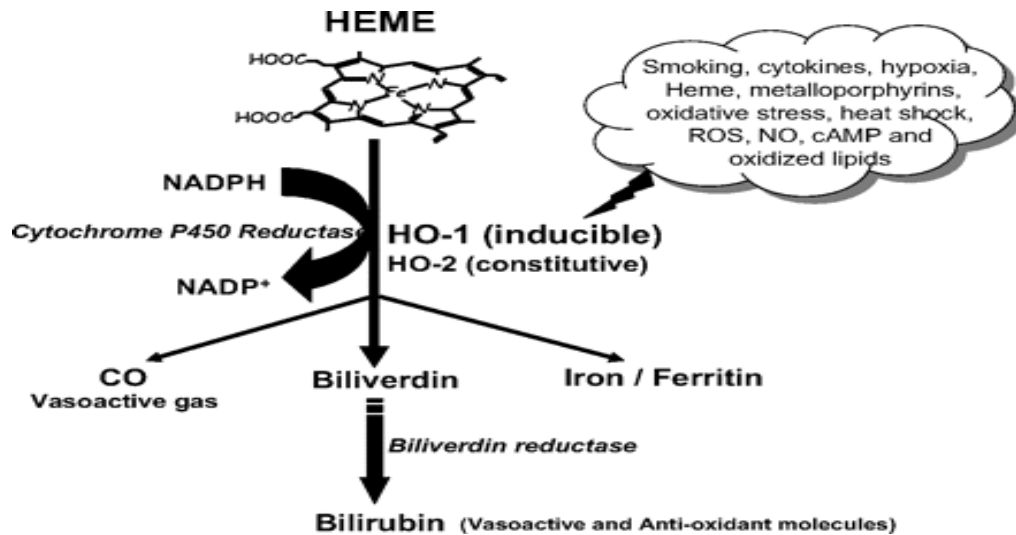 HEME
HOOC
HOOC
N
N
Fe
N
N
Smoking, cytokines, hypoxia,
Heme, metalloporphyrins,
oxidative stress, heat shock,
ROS, NO, cAMP and
oxidized lipids
NADPH
Cytochrome P450 Reductase
NADP+
HO-1 (inducible)
HO-2 (constitutive)
CO
Vasoactive gas
Biliverdin
Iron / Ferritin
Biliverdin reductase
Bilirubin (Vasoactive and Anti-oxidant molecules)